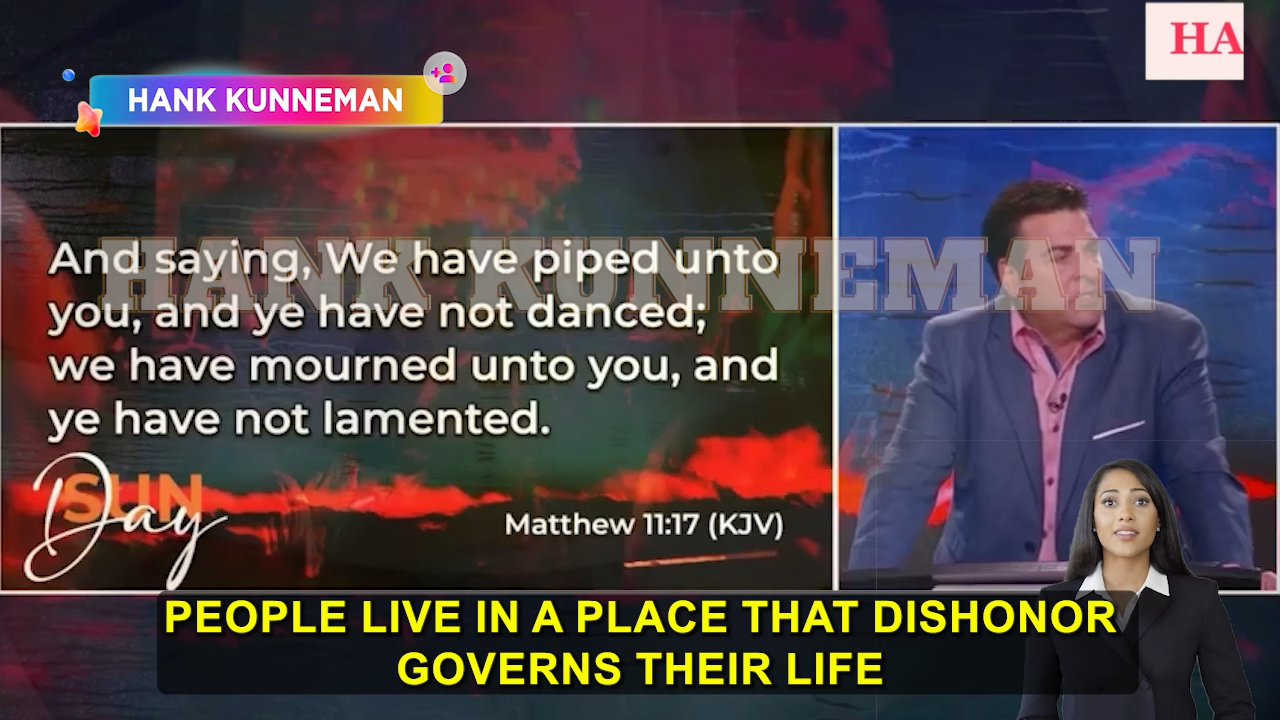 HA
HANK KUNNEMAN
HANK KUNNEMAN
And saying, We have piped unto
you, and ye have not danced;
we have mourned unto you, and
ye have not lamented.
SUN
Day
Matthew 11:17 (KJV)
PEOPLE LIVE IN A PLACE THAT DISHONOR
GOVERNS THEIR LIFE